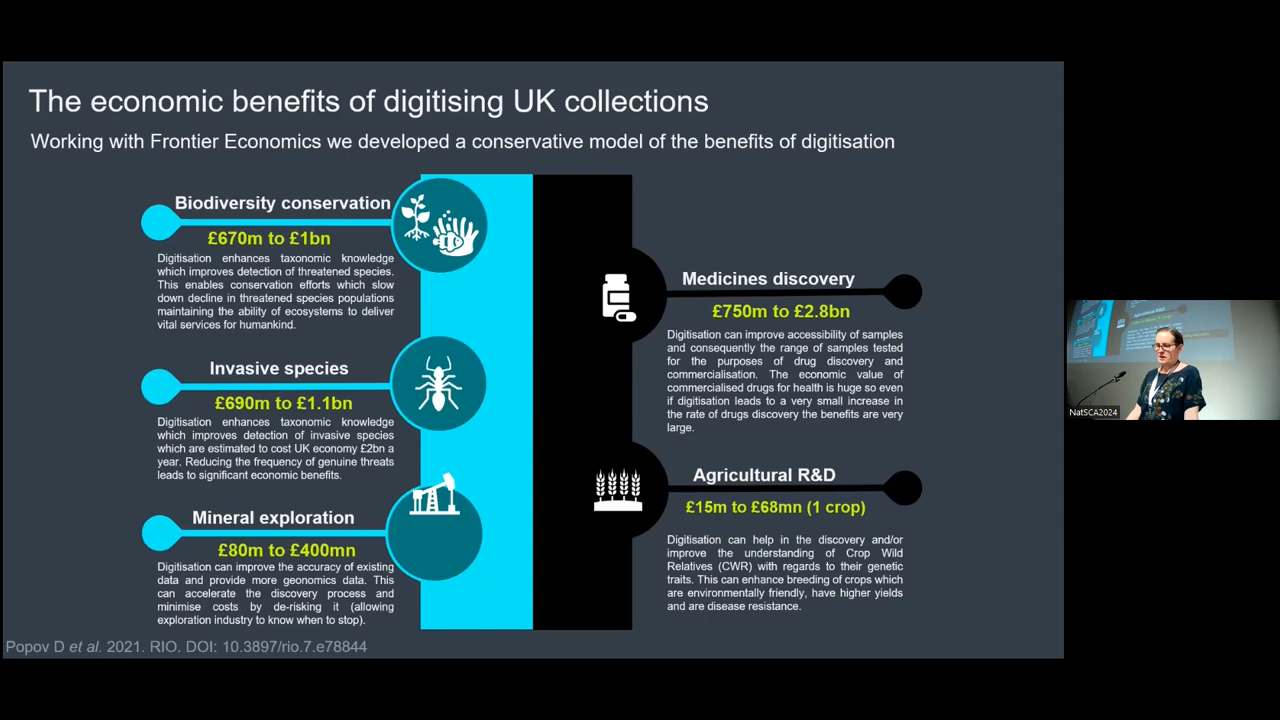 The economic benefits of digitising UK collections
Working with Frontier Economics we developed a conservative model of the benefits of digitisation
Biodiversity conservation
£670m to £1bn
Digitisation enhances taxonomic knowledge
which improves detection of threatened species.
This enables conservation efforts which slow
down decline in threatened species populations
maintaining the ability of ecosystems to deliver
vital services for humankind.
Invasive species
£690m to £1.1bn
Digitisation enhances taxonomic knowledge
which improves detection of invasive species
which are estimated to cost UK economy £2bn a
year. Reducing the frequency of genuine threats
leads to significant economic benefits.
Mineral exploration
£80m to £400mn
Digitisation can improve the accuracy of existing
data and provide more geonomics data. This
can accelerate the discovery process and
minimise costs by de-risking it (allowing
exploration industry to know when to stop).
Medicines discovery
£750m to £2.8bn
Digitisation can improve accessibility of samples
and consequently the range of samples tested
for the purposes of drug discovery and
commercialisation. The economic value of
commercialised drugs for health is huge so even
if digitisation leads to a very small increase in
the rate of drugs discovery the benefits are very
large.
Agricultural R&D
£15m to £68mn (1 crop)
Digitisation can help in the discovery and/or
improve the understanding of Crop Wild
Relatives (CWR) with regards to their genetic
traits. This can enhance breeding of crops which
are environmentally friendly, have higher yields
and are disease resistance.
Popov D et al. 2021. RIO. DOI: 10.3897/rio.7.e78844
Agricultural R&D
NatSCA2024